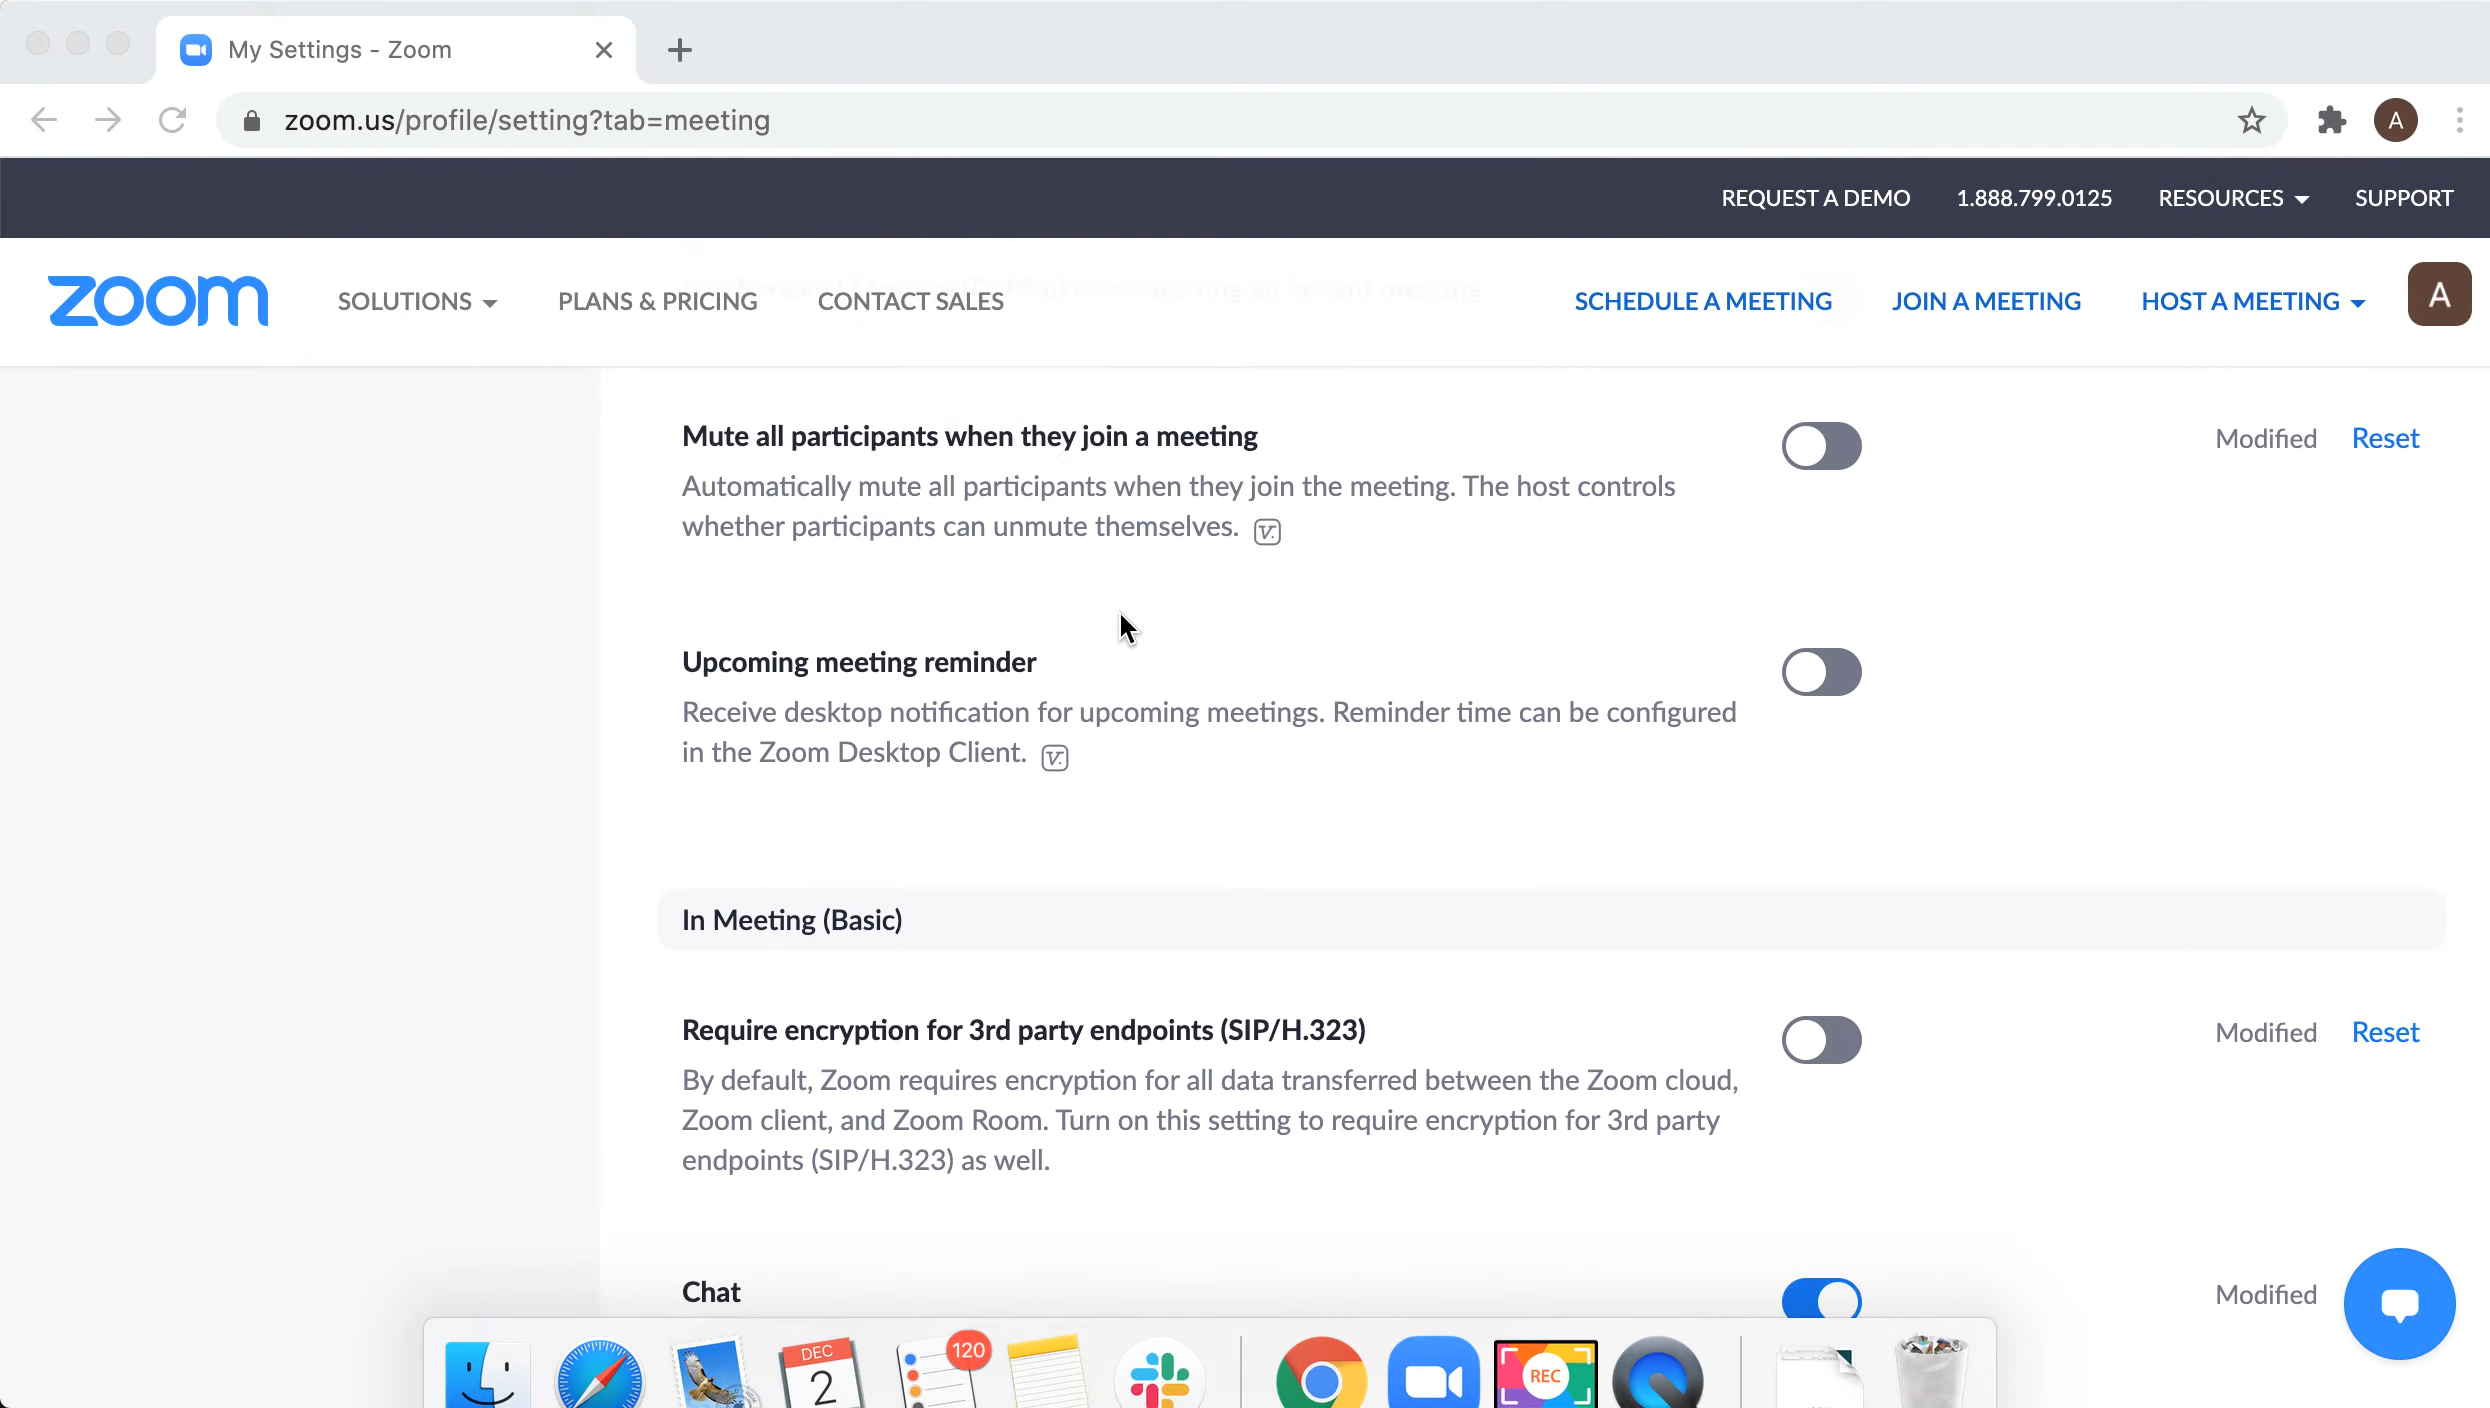 My Settings - Zoom
zoom.us/profile/setting?tab=meeting
A
REQUEST A DEMO 1.888.799.0125 RESOURCES SUPPORT
zoom SOLUTIONS PLANS & PRICING CONTACT SALES SCHEDULE A MEETING JOIN A MEETING HOST A MEETING A
Mute all participants when they join a meeting Modified Reset
Automatically mute all participants when they join the meeting. The host controls
whether participants can unmute themselves. V.
Upcoming meeting reminder
Receive desktop notification for upcoming meetings. Reminder time can be configured
in the Zoom Desktop Client. V.
In Meeting (Basic)
Require encryption for 3rd party endpoints (SIP/H.323) Modified Reset
By default, Zoom requires encryption for all data transferred between the Zoom cloud,
Zoom client, and Zoom Room. Turn on this setting to require encryption for 3rd party
endpoints (SIP/H.323) as well.
Chat Modified
DEC
2
120
REC